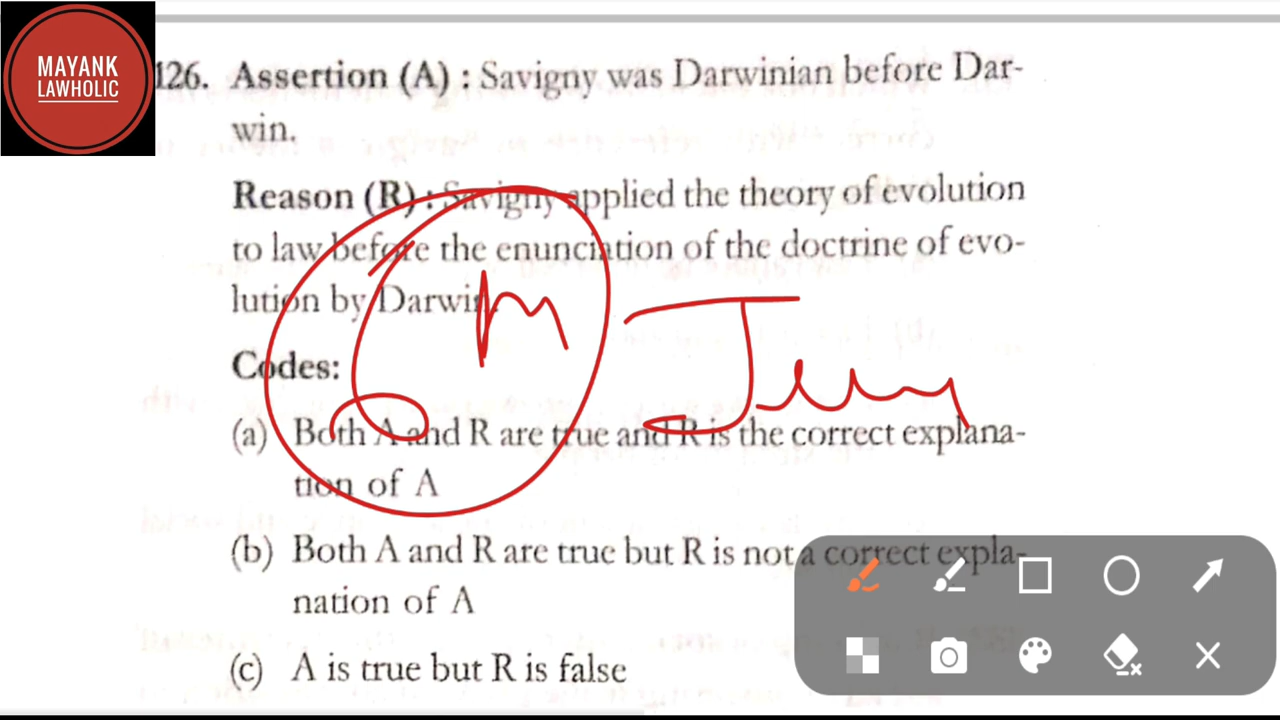 MAYANK
LAWHOLIC
126. Assertion (A) : Savigny was Darwinian before Dar-
win.
Reason (R) : Savigny applied the theory of evolution
to law before the enunciation of the doctrine of evo-
lution by Darwin.
Codes:
(a) Both A and R are true and R is the correct explana-
tion of A
(b) Both A and R are true but R is not a correct expla-
nation of A
(c) A is true but R is false